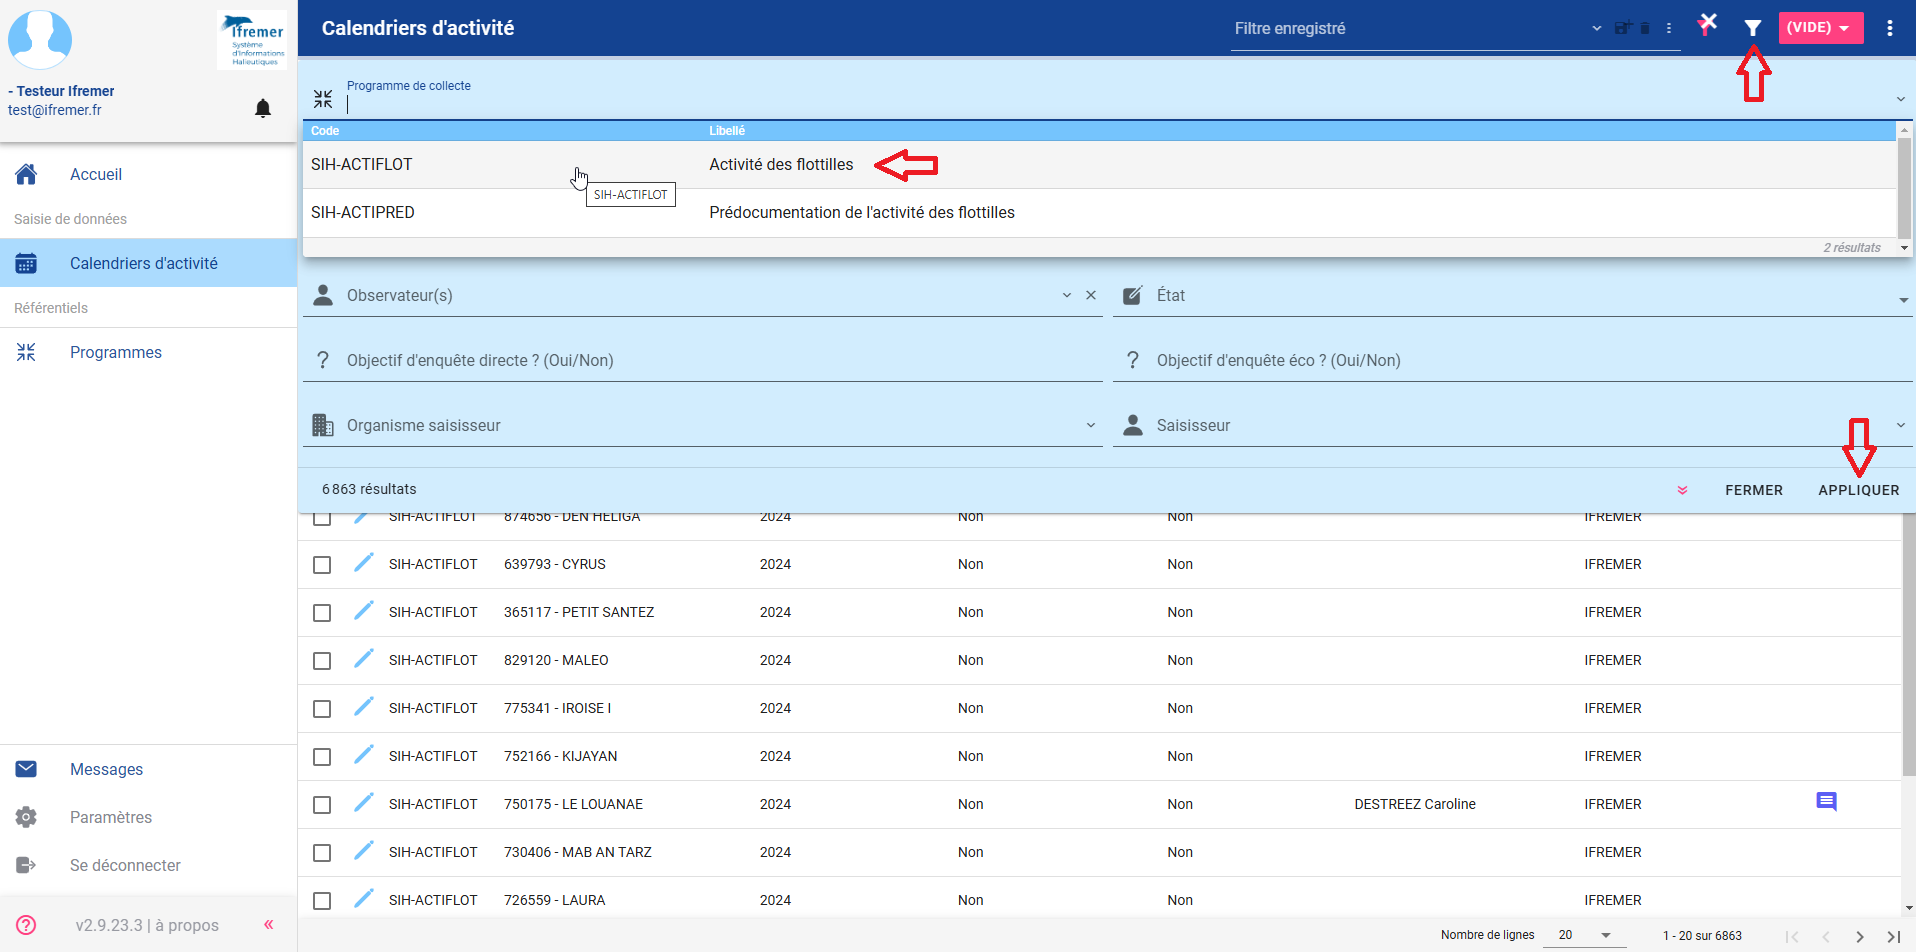 Ifremer
Système
d'Informations
Halieutiques
- Testeur Ifremer
test@ifremer.fr
Accueil
Saisie de données
Calendriers d'activité
Référentiels
Programmes
Messages
Paramètres
Se déconnecter
v2.9.23.3 | à propos «
Calendriers d'activité
Filtre enregistré
(VIDE)
Programme de collecte
Code Libellé
SIH-ACTIFLOT Activité des flottilles
SIH-ACTIFLOT
SIH-ACTIPRED Prédocumentation de l'activité des flottilles
2 résultats
Observateur(s) État
? Objectif d'enquête directe ? (Oui/Non) ? Objectif d'enquête éco ? (Oui/Non)
Organisme saisisseur Saisisseur
6 863 résultats FERMER APPLIQUER
SIH-ACTIFLOT 874656 - DEN HELIGA 2024 Non Non IFREMER
SIH-ACTIFLOT 639793 - CYRUS 2024 Non Non IFREMER
SIH-ACTIFLOT 365117 - PETIT SANTEZ 2024 Non Non IFREMER
SIH-ACTIFLOT 829120 - MALEO 2024 Non Non IFREMER
SIH-ACTIFLOT 775341 - IROISE I 2024 Non Non IFREMER
SIH-ACTIFLOT 752166 - KIJAYAN 2024 Non Non IFREMER
SIH-ACTIFLOT 750175 - LE LOUANAE 2024 Non Non DESTREEZ Caroline IFREMER
SIH-ACTIFLOT 730406 - MAB AN TARZ 2024 Non Non IFREMER
SIH-ACTIFLOT 726559 - LAURA 2024 Non Non IFREMER
Nombre de lignes 20 1 - 20 sur 6863